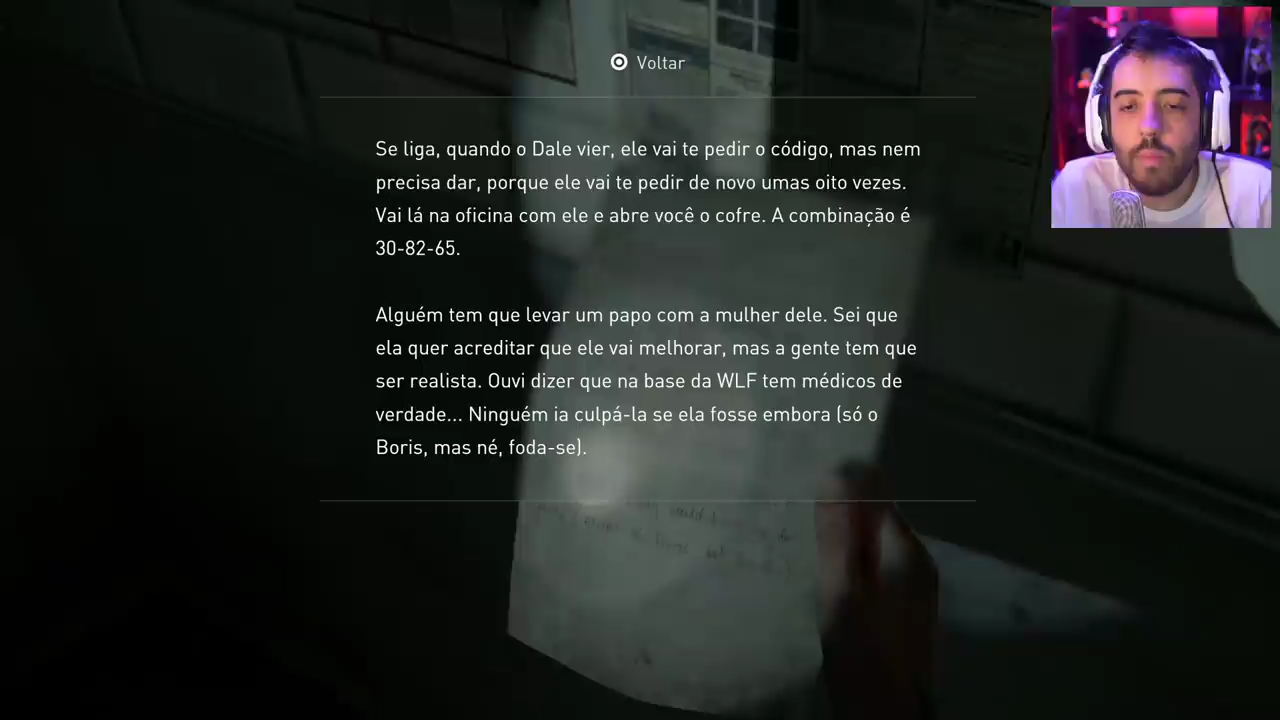 Voltar
Se liga, quando o Dale vier, ele vai te pedir o código, mas nem
precisa dar, porque ele vai te pedir de novo umas oito vezes.
Vai lá na oficina com ele e abre você o cofre. A combinação é
30-82-65.
Alguém tem que levar um papo com a mulher dele. Sei que
ela quer acreditar que ele vai melhorar, mas a gente tem que
ser realista. Ouvi dizer que na base da WLF tem médicos de
verdade... Ninguém ia culpá-la se ela fosse embora (só o
Boris, mas né, foda-se).